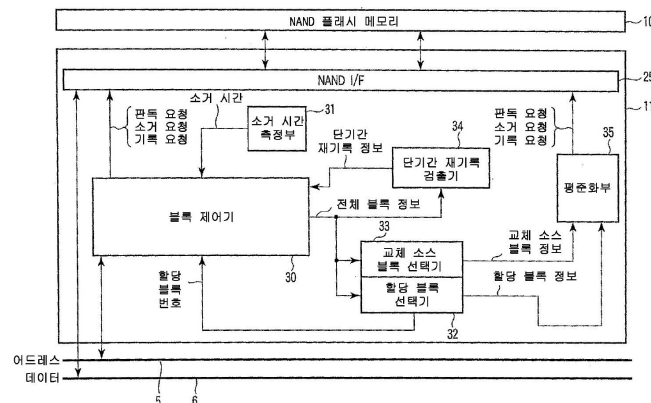 NAND 플래시 메모리
10
NAND I/F
25
11
소거 시간
판독 요청
소거 요청
기록 요청
31
소거 시간
측정부
단기간
재기록 정보
34
단기간 재기록
검출기
판독 요청
소거 요청
기록 요청
35
평준화부
블록 제어기
30
전체 블록 정보
33
교체 소스
블록 선택기
할당 블록
선택기
32
교체 소스
블록 정보
할당 블록 정보
할당
블록
번호
어드레스
데이터
5
6